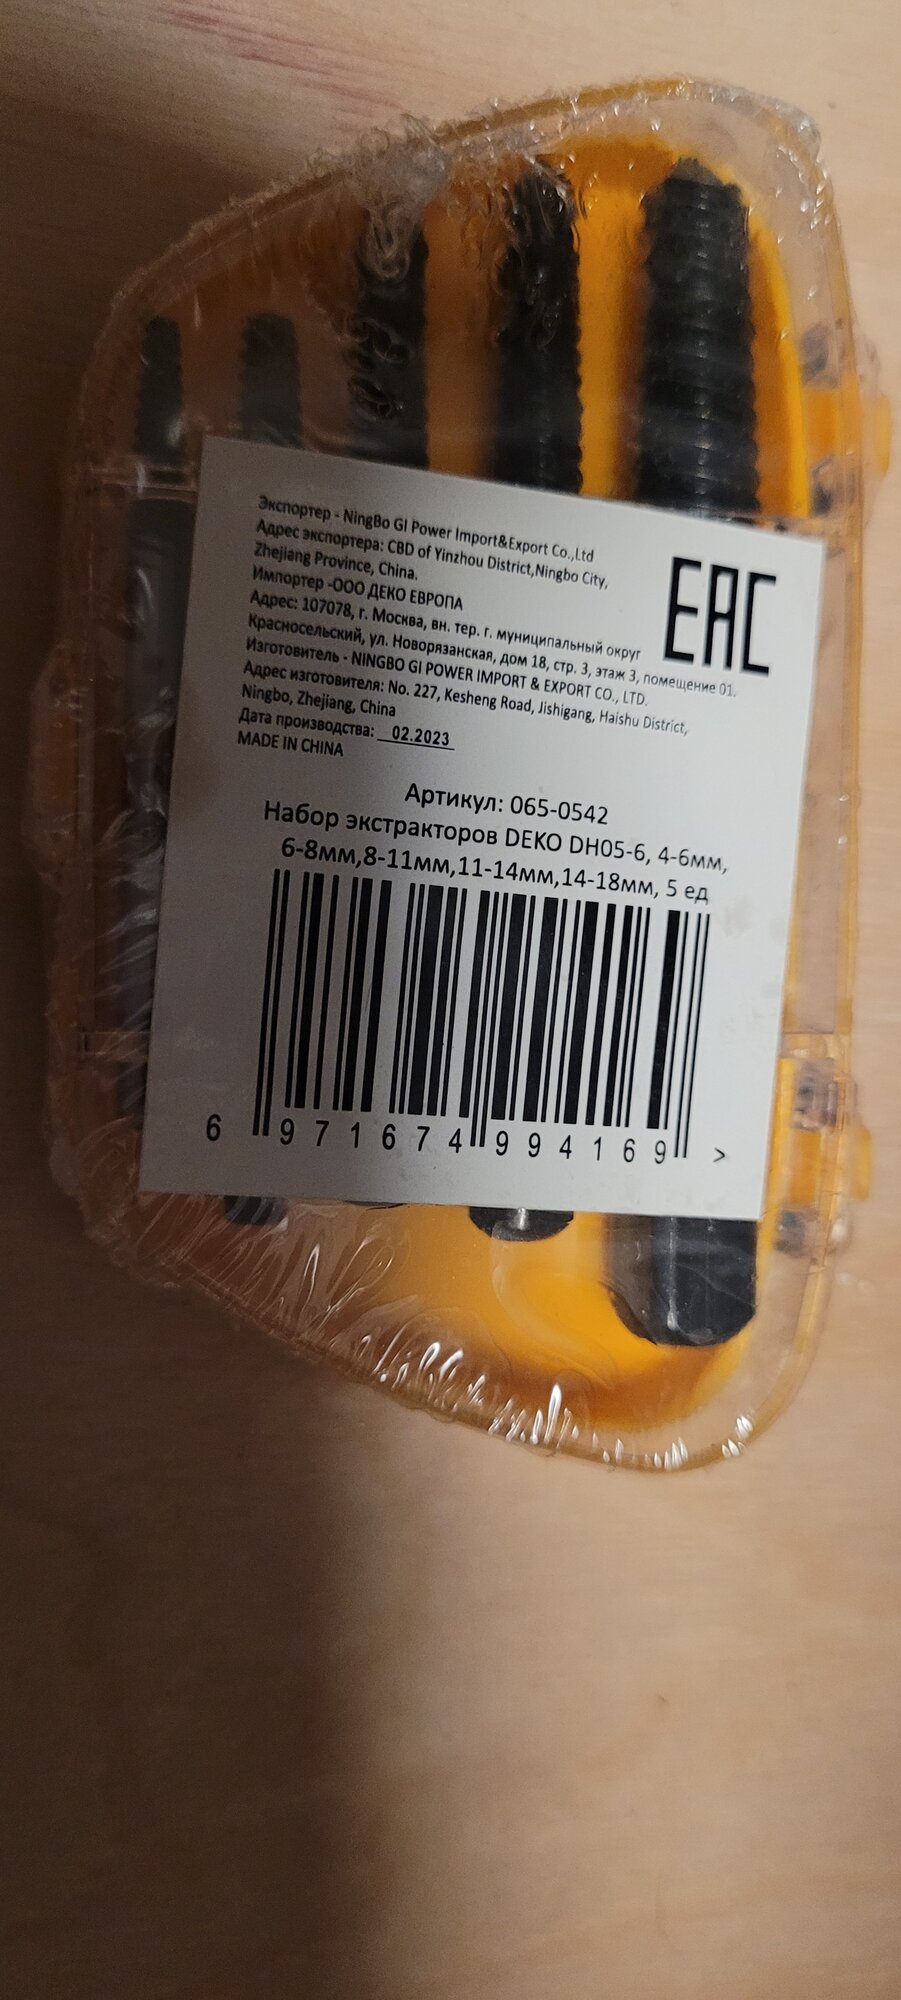 Экспортер - NingBo GI Power Import&Export Co.,Ltd
Адрес экспортера: CBD of Yinzhou District,Ningbo City,
Zhejiang Province, China.
Импортер -ООО ДЕКО ЕВРОПА
Адрес: 107078, г. Москва, вн. тер. г. муниципальный округ
Красносельский, ул. Новорязанская, дом 18, стр. 3, этаж 3, помещение 01.
Изготовитель - NINGBO GI POWER IMPORT & EXPORT CO., LTD.
Адрес изготовителя: No. 227, Kesheng Road, Jishigang, Haishu District,
Ningbo, Zhejiang, China
Дата производства: 02.2023
MADE IN CHINA
EAC
Артикул: 065-0542
Набор экстракторов DEKO DH05-6, 4-6мм,
6-8мм,8-11мм,11-14мм,14-18мм, 5 ед
6 971674 994169 >